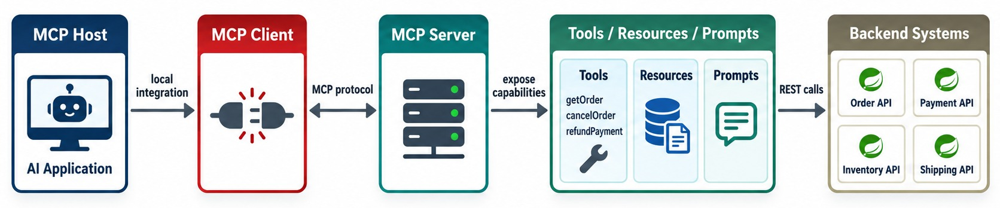 MCP Host
AI Application
local
integration
MCP Client
MCP protocol
MCP Server
expose
capabilities
Tools / Resources / Prompts
Tools
getOrder
cancelOrder
refundPayment
Resources
Prompts
REST calls
Backend Systems
Order API
Payment API
Inventory API
Shipping API